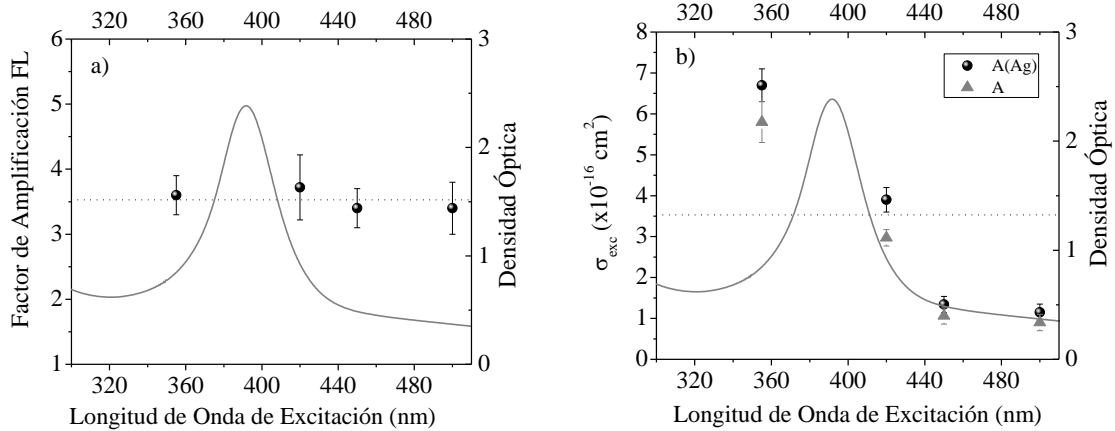 320 360 400 440 480
6
5
4
3
2
1
a)
3
2
1
0
Factor de Amplificación FL
Densidad Óptica
320 360 400 440 480
Longitud de Onda de Excitación (nm)
320 360 400 440 480
8
7
6
5
4
3
2
1
0
b)
A(Ag)
A
3
2
1
0
σexc (x10-16 cm2)
Densidad Óptica
320 360 400 440 480
Longitud de Onda de Excitación (nm)